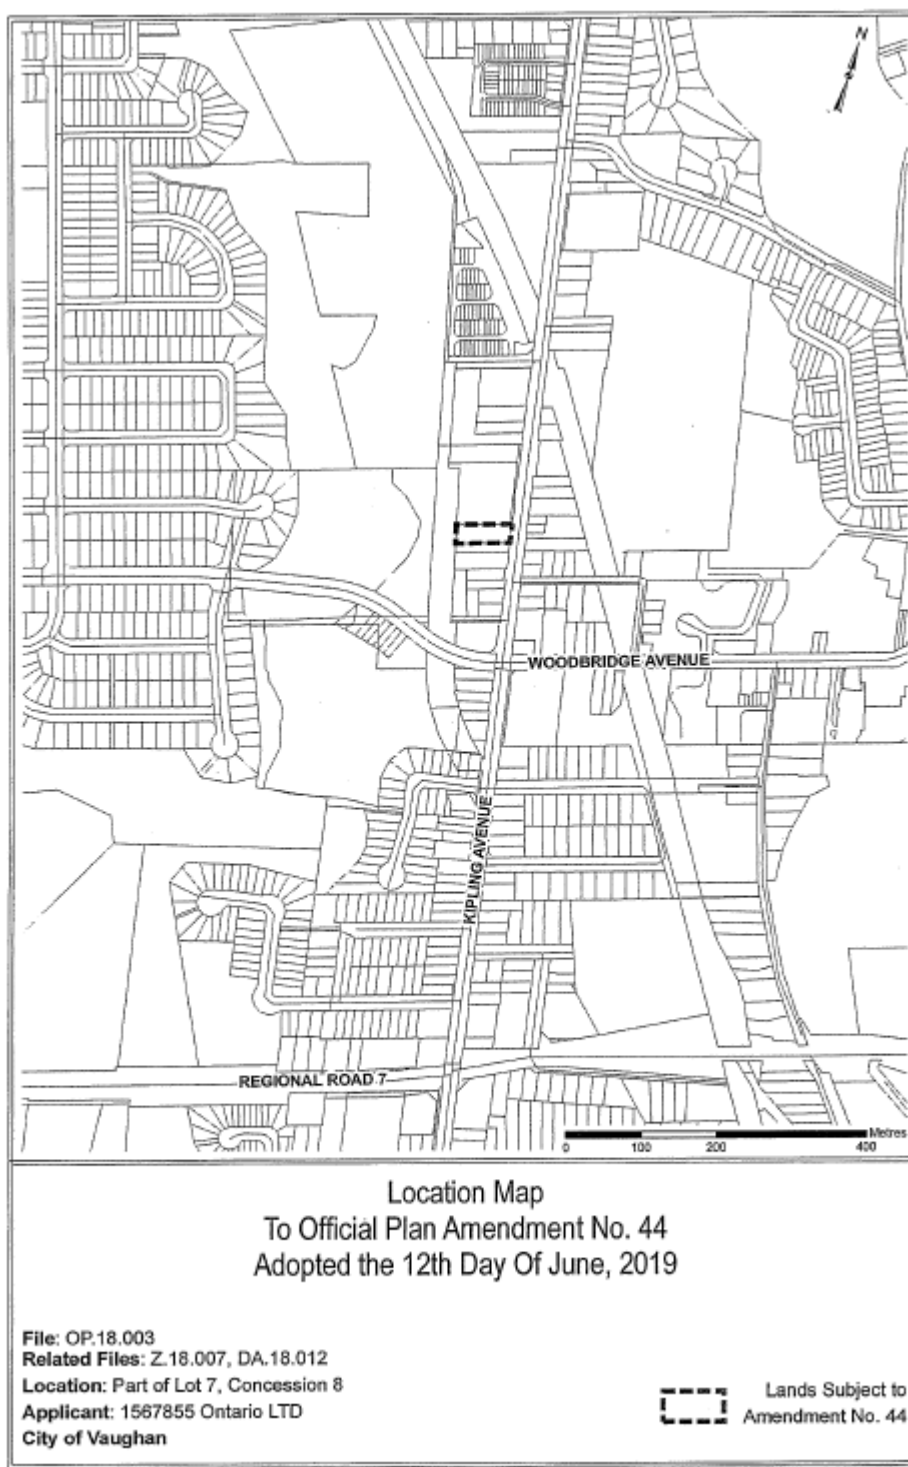 N
WOODBRIDGE AVENUE
KIPLING AVENUE
REGIONAL ROAD 7
Metres
0 100 200 400
Location Map
To Official Plan Amendment No. 44
Adopted the 12th Day Of June, 2019
File: OP.18.003
Related Files: Z.18.007, DA.18.012
Location: Part of Lot 7, Concession 8
Applicant: 1567855 Ontario LTD
City of Vaughan
Lands Subject to
Amendment No. 44